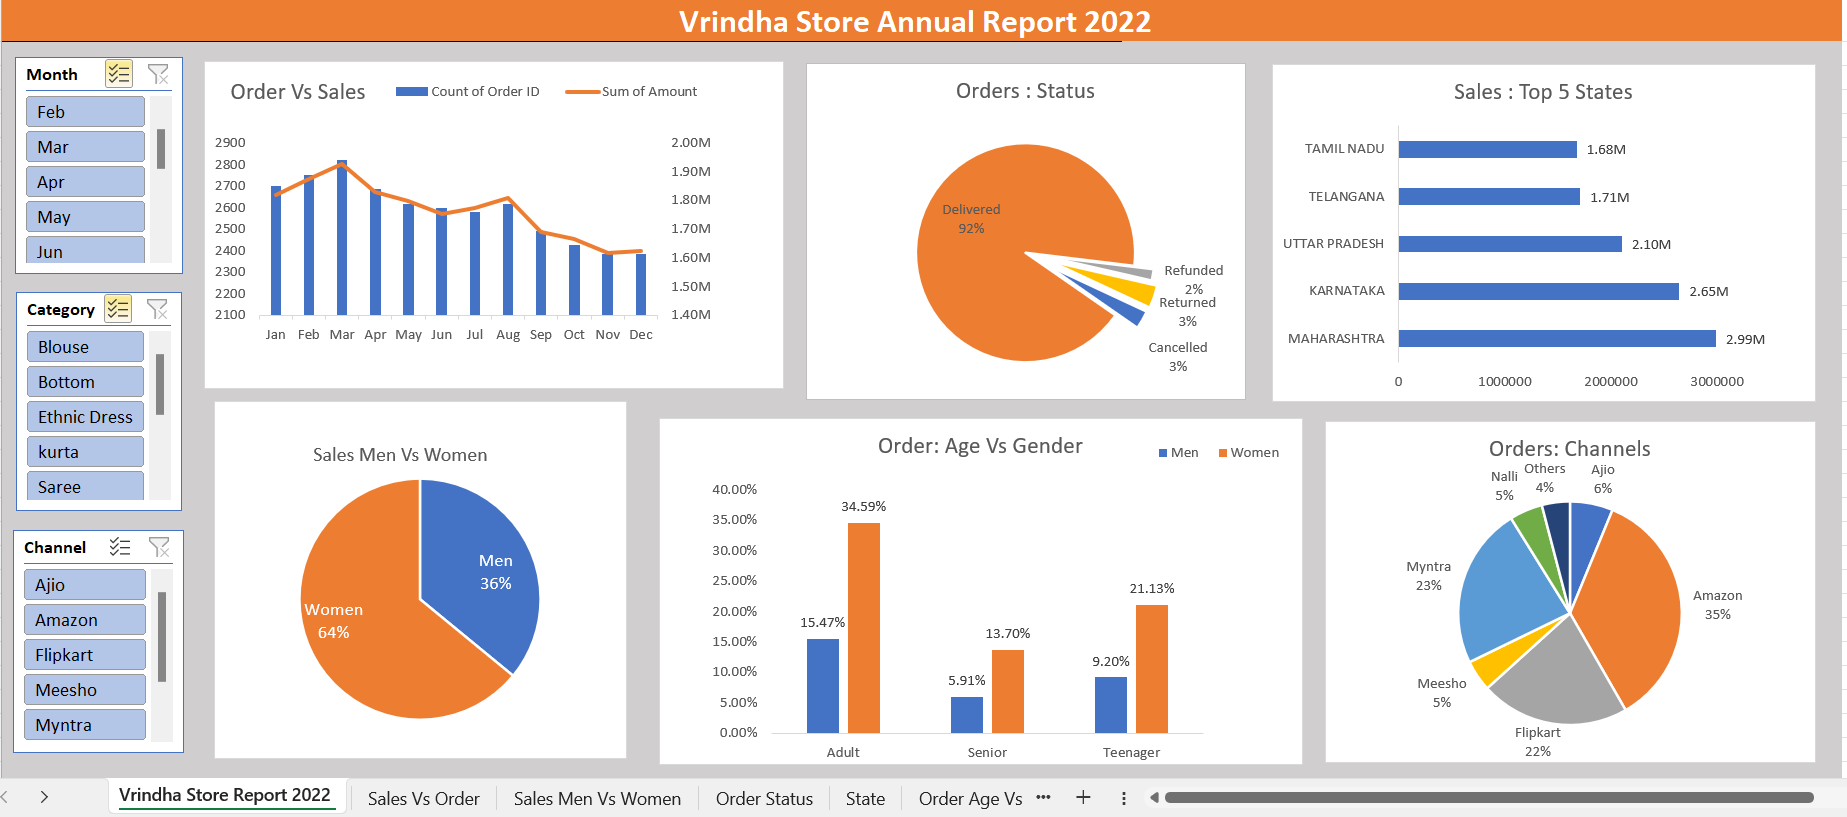 Vrindha Store Annual Report 2022
Month
Feb
Mar
Apr
May
Jun
Category
Blouse
Bottom
Ethnic Dress
kurta
Saree
Channel
Ajio
Amazon
Flipkart
Meesho
Myntra
Order Vs Sales
Count of Order ID
Sum of Amount
2900
2800
2700
2600
2500
2400
2300
2200
2100
2.00M
1.90M
1.80M
1.70M
1.60M
1.50M
1.40M
Jan Feb Mar Apr May Jun Jul Aug Sep Oct Nov Dec
Orders : Status
Delivered
92%
Refunded
2%
Returned
3%
Cancelled
3%
Sales : Top 5 States
TAMIL NADU 1.68M
TELANGANA 1.71M
UTTAR PRADESH 2.10M
KARNATAKA 2.65M
MAHARASHTRA 2.99M
0 1000000 2000000 3000000
Sales Men Vs Women
Men
36%
Women
64%
Order: Age Vs Gender
Men Women
40.00%
35.00%
30.00%
25.00%
20.00%
15.00%
10.00%
5.00%
0.00%
15.47%
34.59%
5.91%
13.70%
9.20%
21.13%
Adult Senior Teenager
Orders: Channels
Nalli
5%
Others
4%
Ajio
6%
Myntra
23%
Amazon
35%
Meesho
5%
Flipkart
22%
Vrindha Store Report 2022 Sales Vs Order Sales Men Vs Women Order Status State Order Age Vs